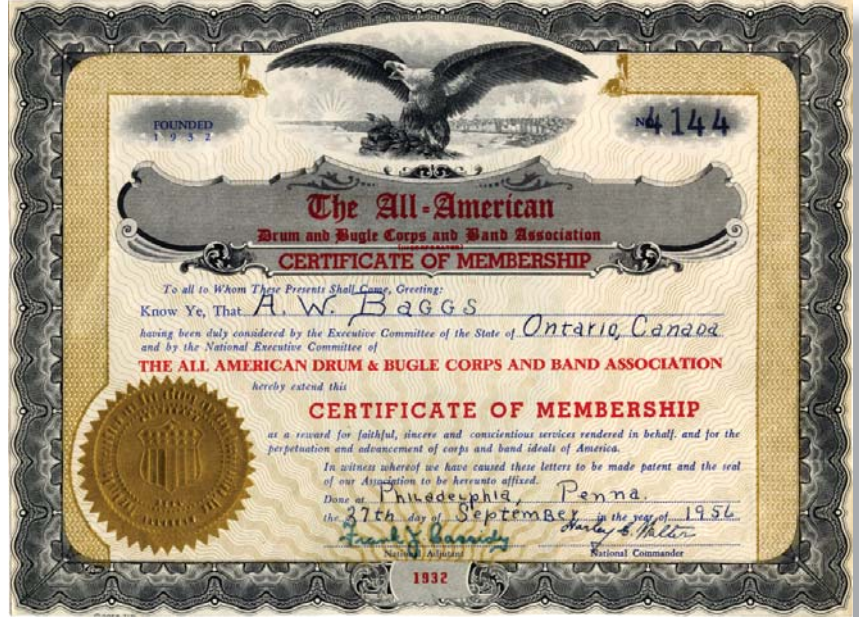 FOUNDED
1932
No. 4144
The All-American
Drum and Bugle Corps and Band Association
(INCORPORATED)
CERTIFICATE OF MEMBERSHIP
To all to Whom These Presents Shall Come, Greeting:
Know Ye, That A. W. BAGGS
having been duly considered by the Executive Committee of the State of Ontario, Canada
and by the National Executive Committee of
THE ALL AMERICAN DRUM & BUGLE CORPS AND BAND ASSOCIATION
hereby extend this
CERTIFICATE OF MEMBERSHIP
as a reward for faithful, sincere and conscientious services rendered in behalf. and for the
perpetuation and advancement of corps and band ideals of America.
In witness whereof we have caused these letters to be made patent and the seal
of our Association to be hereunto affixed.
Done at Philadelphia, Penna.
the 27th day of September in the year of 1956
Frank J Cassidy Harley E. Walter
National Adjutant National Commander
1932